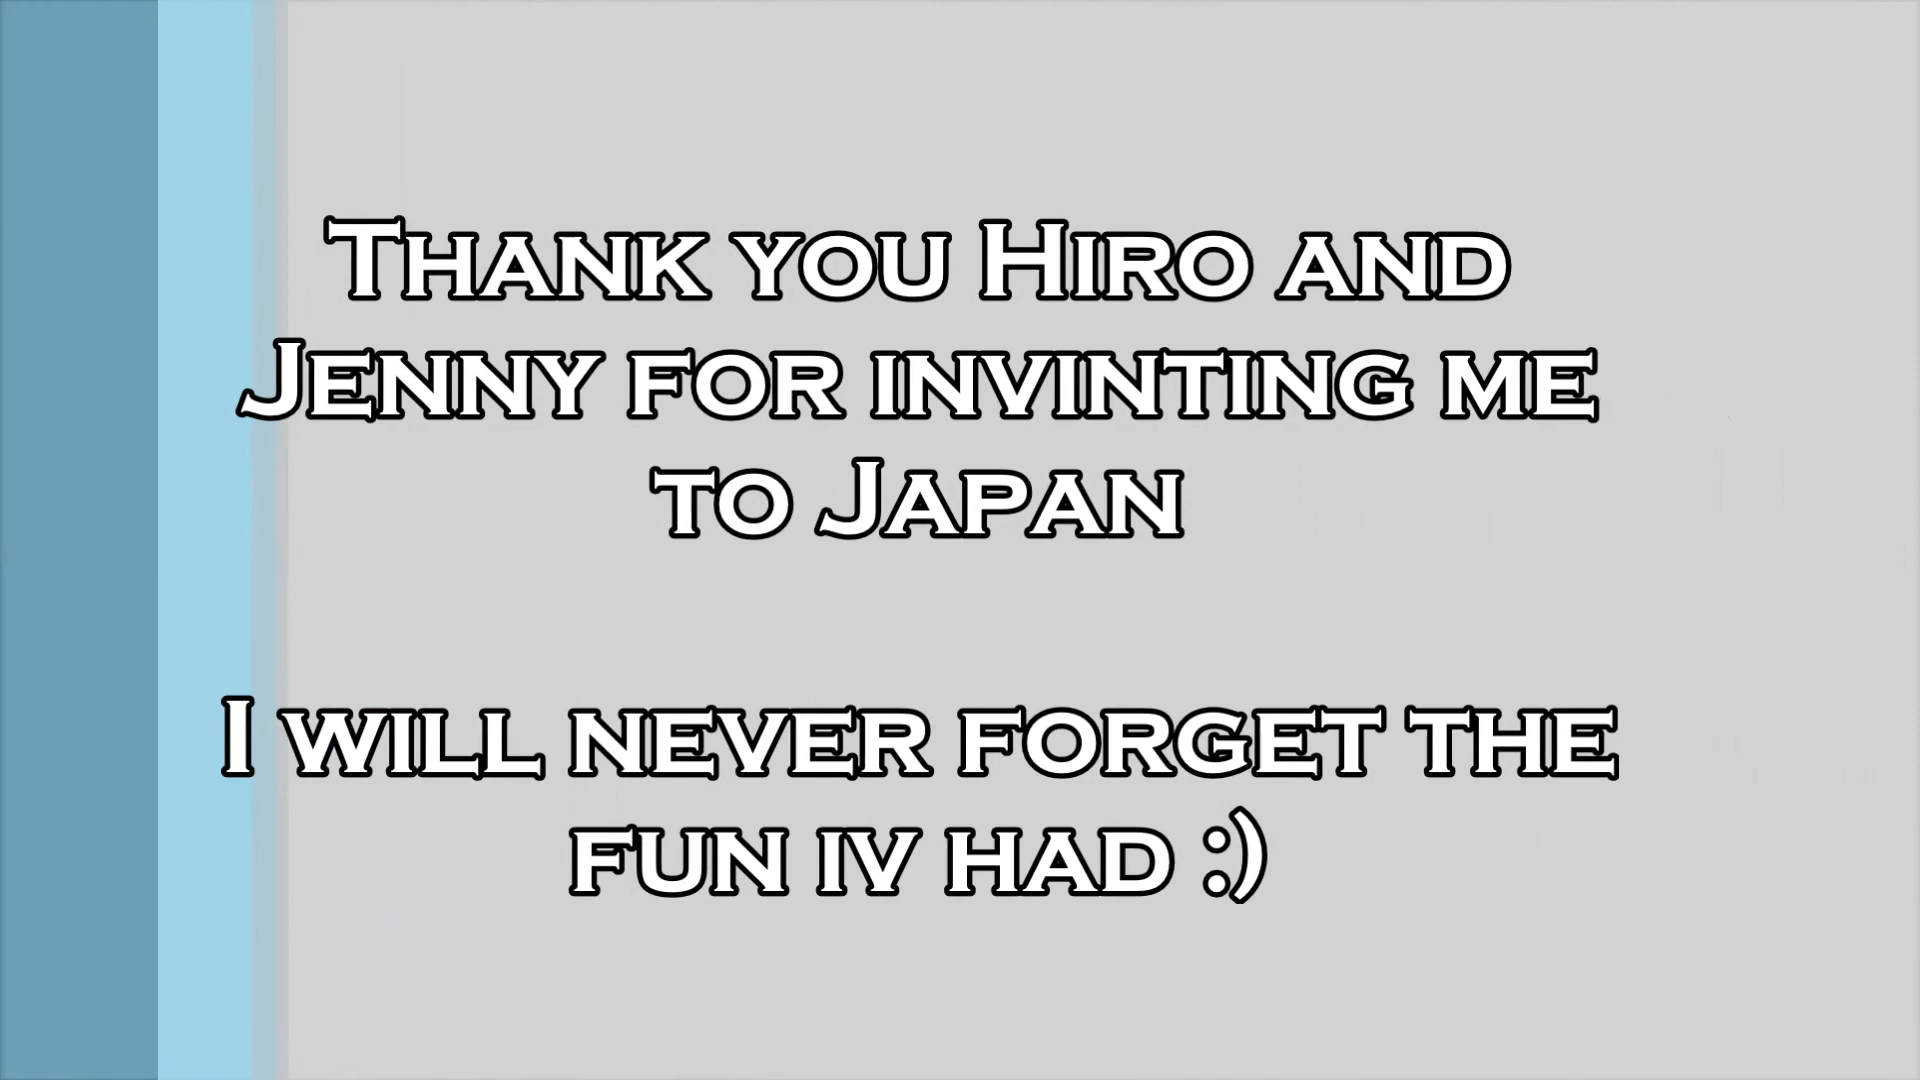 Thank you Hiro and
Jenny for invinting me
to Japan
I will never forget the
fun iv had :)